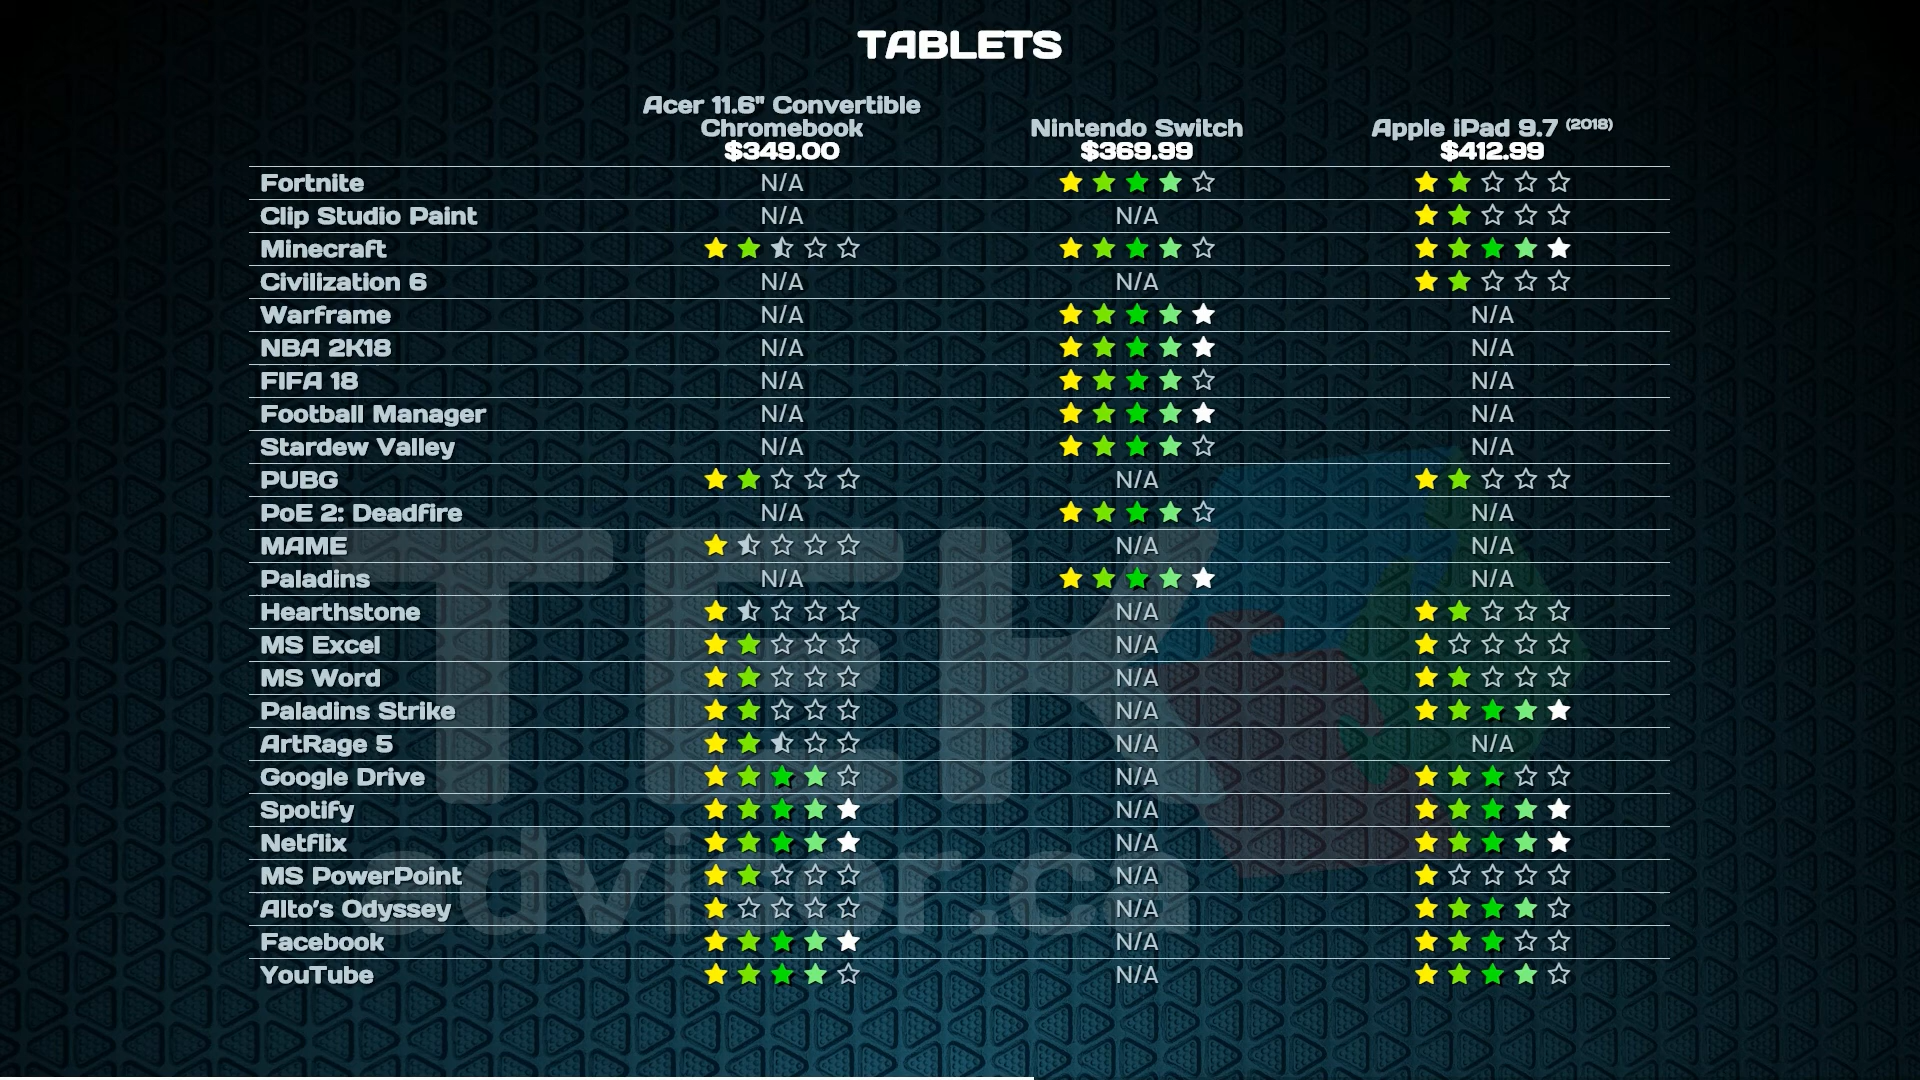 TABLETS
Acer 11.6" Convertible
Chromebook
$349.00
Nintendo Switch
$369.99
Apple iPad 9.7 (2018)
$412.99
Fortnite N/A
Clip Studio Paint N/A N/A
Minecraft
Civilization 6 N/A N/A
Warframe N/A N/A
NBA 2K18 N/A N/A
FIFA 18 N/A N/A
Football Manager N/A N/A
Stardew Valley N/A N/A
PUBG N/A
PoE 2: Deadfire N/A N/A
MAME N/A N/A
Paladins N/A N/A
Hearthstone N/A
MS Excel N/A
MS Word N/A
Paladins Strike N/A
ArtRage 5 N/A N/A
Google Drive N/A
Spotify N/A
Netflix N/A
MS PowerPoint N/A
Alto's Odyssey N/A
Facebook N/A
YouTube N/A
TEK
advisor.ca